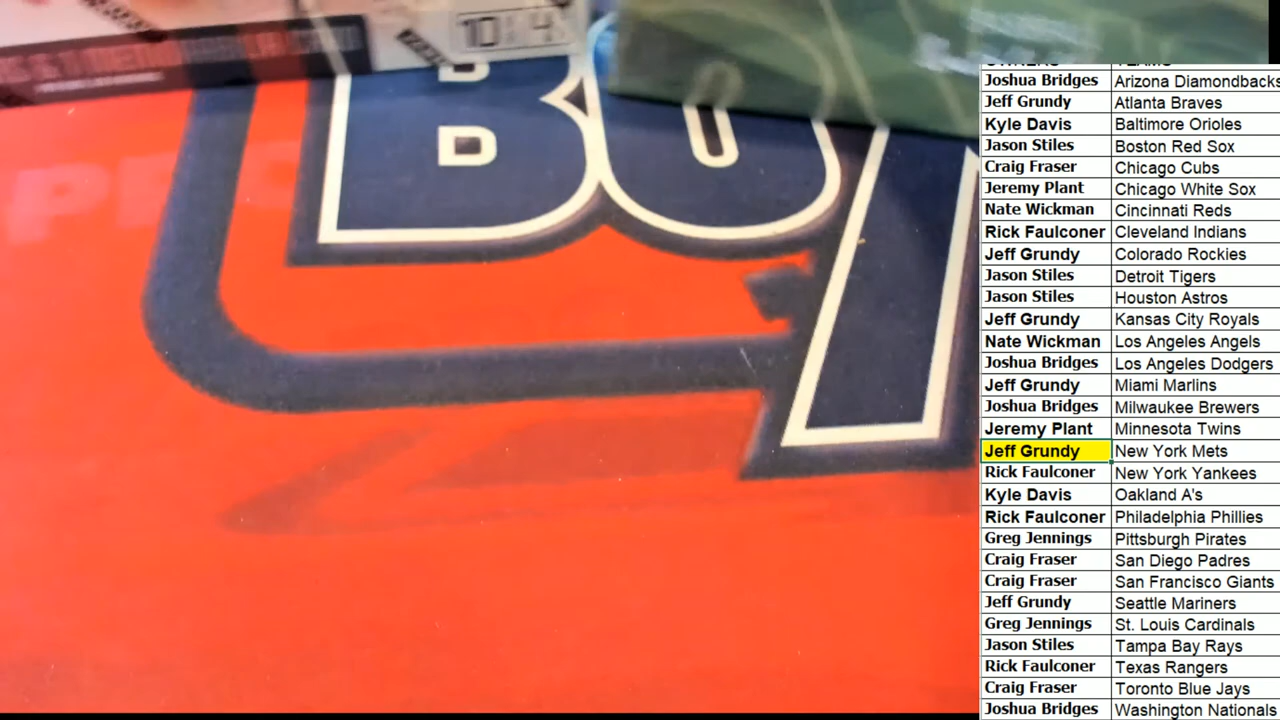 10 4
BO
Joshua Bridges Arizona Diamondbacks
Jeff Grundy Atlanta Braves
Kyle Davis Baltimore Orioles
Jason Stiles Boston Red Sox
Craig Fraser Chicago Cubs
Jeremy Plant Chicago White Sox
Nate Wickman Cincinnati Reds
Rick Faulconer Cleveland Indians
Jeff Grundy Colorado Rockies
Jason Stiles Detroit Tigers
Jason Stiles Houston Astros
Jeff Grundy Kansas City Royals
Nate Wickman Los Angeles Angels
Joshua Bridges Los Angeles Dodgers
Jeff Grundy Miami Marlins
Joshua Bridges Milwaukee Brewers
Jeremy Plant Minnesota Twins
Jeff Grundy New York Mets
Rick Faulconer New York Yankees
Kyle Davis Oakland A's
Rick Faulconer Philadelphia Phillies
Greg Jennings Pittsburgh Pirates
Craig Fraser San Diego Padres
Craig Fraser San Francisco Giants
Jeff Grundy Seattle Mariners
Greg Jennings St. Louis Cardinals
Jason Stiles Tampa Bay Rays
Rick Faulconer Texas Rangers
Craig Fraser Toronto Blue Jays
Joshua Bridges Washington Nationals